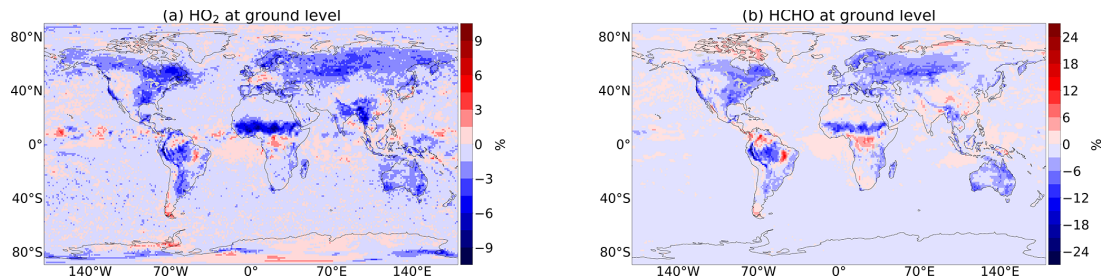 (a) HO₂ at ground level
80°N
40°N
0°
40°S
80°S
140°W 70°W 0° 70°E 140°E
9
6
3
0
−3
−6
−9
%
(b) HCHO at ground level
80°N
40°N
0°
40°S
80°S
140°W 70°W 0° 70°E 140°E
24
18
12
6
0
−6
−12
−18
−24
%